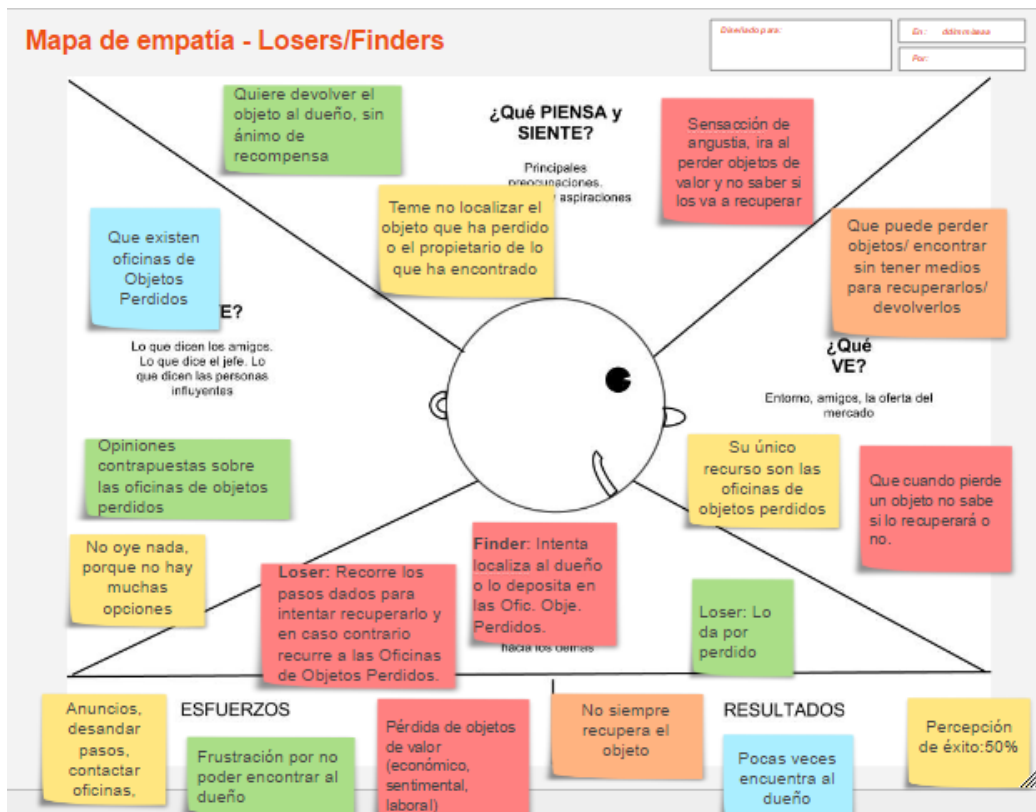 Mapa de empatía - Losers/Finders
Diseñado para:
En: dd/mm/aaaa
Por:
Quiere devolver el
objeto al dueño, sin
ánimo de
recompensa
¿Qué PIENSA y
SIENTE?
Principales
preocupaciones.
y aspiraciones
Sensacción de
angustia, ira al
perder objetos de
valor y no saber si
los va a recuperar
Teme no localizar el
objeto que ha perdido
o el propietario de lo
que ha encontrado
Que existen
oficinas de
Objetos
Perdidos
E?
Lo que dicen los amigos.
Lo que dice el jefe. Lo
que dicen las personas
influyentes
Que puede perder
objetos/ encontrar
sin tener medios
para recuperarlos/
devolverlos
¿Qué
VE?
Entorno, amigos, la oferta del
mercado
Opiniones
contrapuestas sobre
las oficinas de objetos
perdidos
Su único
recurso son las
oficinas de
objetos perdidos
Que cuando pierde
un objeto no sabe
si lo recuperará o
no.
No oye nada,
porque no hay
muchas
opciones
Loser: Recorre los
pasos dados para
intentar recuperarlo y
en caso contrario
recurre a las Oficinas
de Objetos Perdidos.
Finder: Intenta
localiza al dueño
o lo deposita en
las Ofic. Obje.
Perdidos.
hacia los demás
Loser: Lo
da por
perdido
Anuncios,
desandar
pasos,
contactar
oficinas,
ESFUERZOS
Frustración por no
poder encontrar al
dueño
Pérdida de objetos
de valor
(económico,
sentimental,
laboral)
No siempre
recupera el
objeto
RESULTADOS
Pocas veces
encuentra al
dueño
Percepción
de éxito:50%